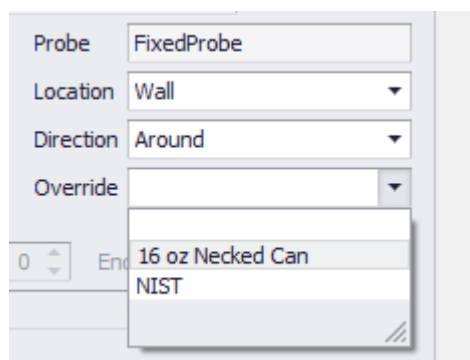 Probe FixedProbe
Location Wall
Direction Around
Override
16 oz Necked Can
0
NIST